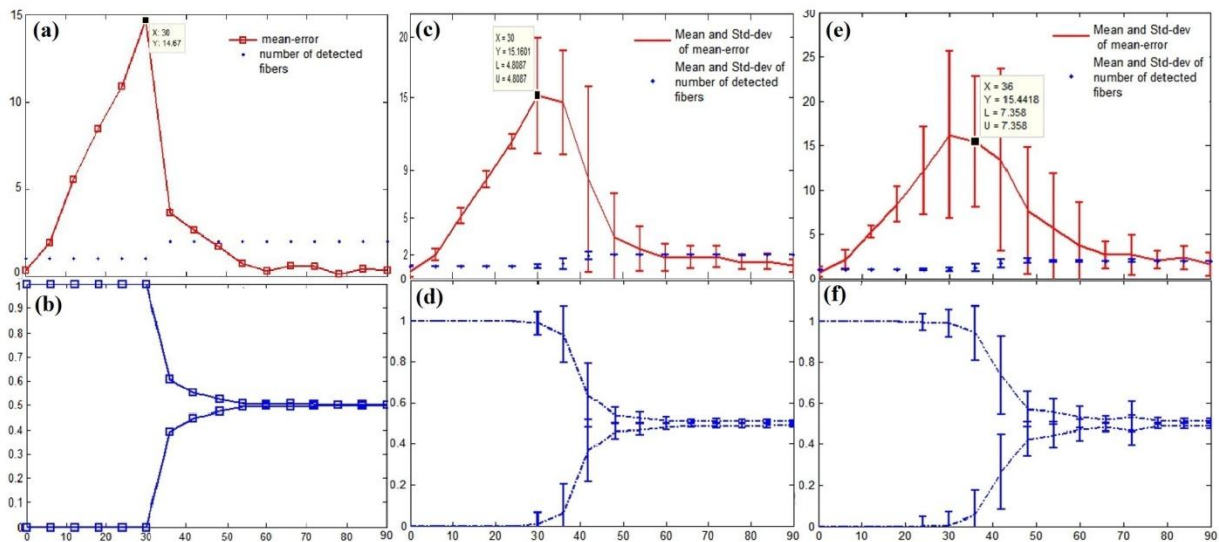 (a)
X: 30
Y: 14.67
mean-error
number of detected
fibers
15
10
5
0
(b)
1
0.9
0.8
0.7
0.6
0.5
0.4
0.3
0.2
0.1
0
0 10 20 30 40 50 60 70 80 90
(c)
X = 30
Y = 15.1601
L = 4.8087
U = 4.8087
Mean and Std-dev
of mean-error
Mean and Std-dev of
number of detected
fibers
20
15
9
5
2
0
(d)
1
0.8
0.6
0.4
0.2
0
0 10 20 30 40 50 60 70 80 90
(e)
X = 36
Y = 15.4418
L = 7.358
U = 7.358
Mean and Std-dev
of mean-error
Mean and Std-dev of
number of detected
fibers
30
25
20
15
10
5
0
(f)
1
0.8
0.6
0.4
0.2
0
0 10 20 30 40 50 60 70 80 90